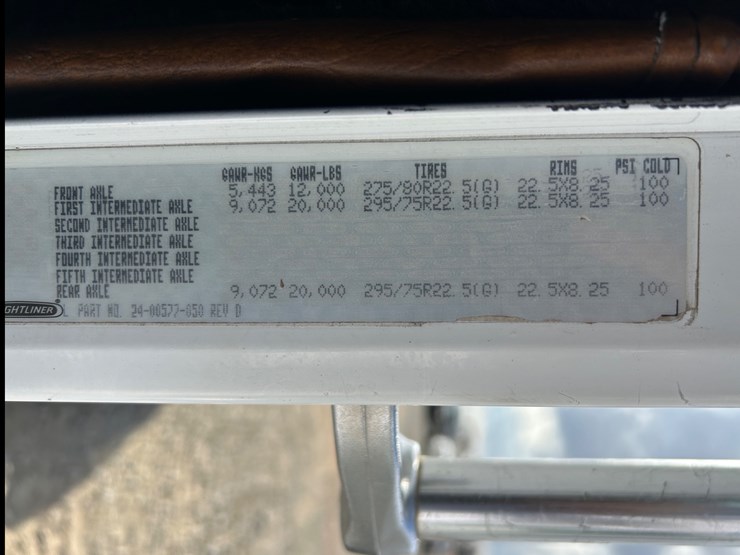 GAWR-KGS GAWR-LBS TIRES RIMS PSI COLD
FRONT AXLE 5,443 12,000 275/80R22.5(G) 22.5X8.25 100
FIRST INTERMEDIATE AXLE 9,072 20,000 295/75R22.5(G) 22.5X8.25 100
SECOND INTERMEDIATE AXLE
THIRD INTERMEDIATE AXLE
FOURTH INTERMEDIATE AXLE
FIFTH INTERMEDIATE AXLE
REAR AXLE 9,072 20,000 295/75R22.5(G) 22.5X8.25 100
GHTLINER PART NO. 24-00577-050 REV D